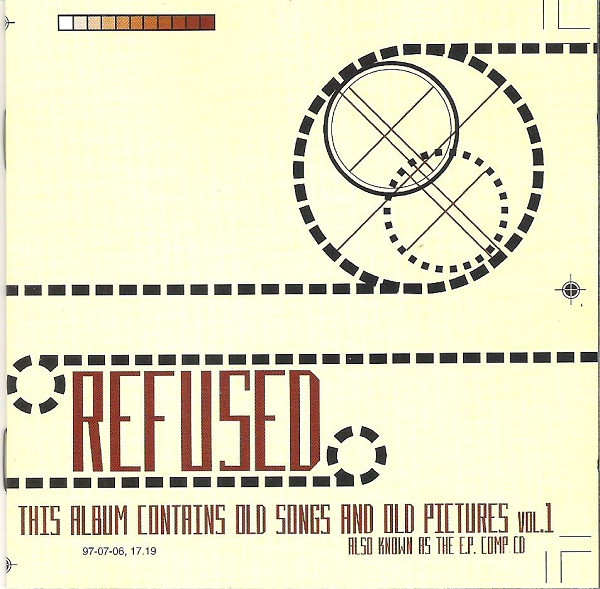 REFUSED
THIS ALBUM CONTAINS OLD SONGS AND OLD PICTURES VOL.1
ALSO KNOWN AS THE E.P. COMP CD
97-07-06, 17.19